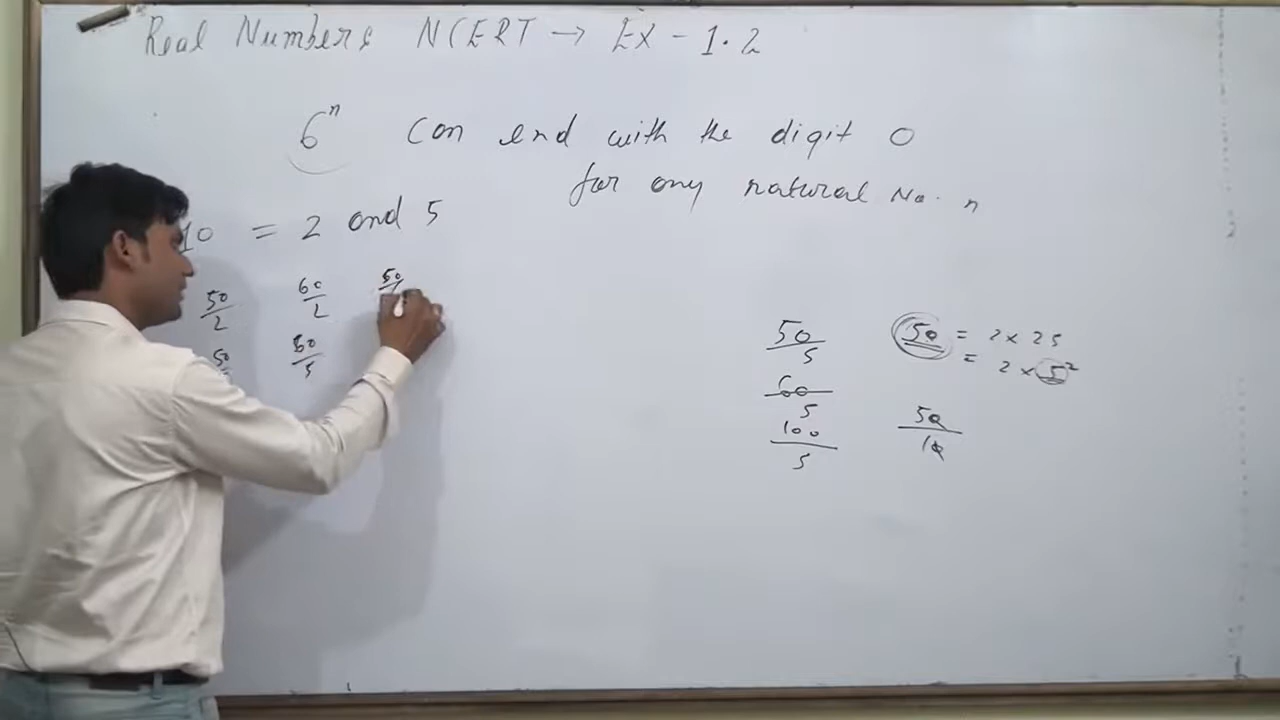 Real Numbers NCERT → EX - 1.2
6ⁿ Can end with the digit 0
for any natural No. n
10 = 2 and 5
50/2 60/2 50/
50/ 60/5
50/5 50 = 2 × 25
= 2 × 5²
60/5
100/5 50/10